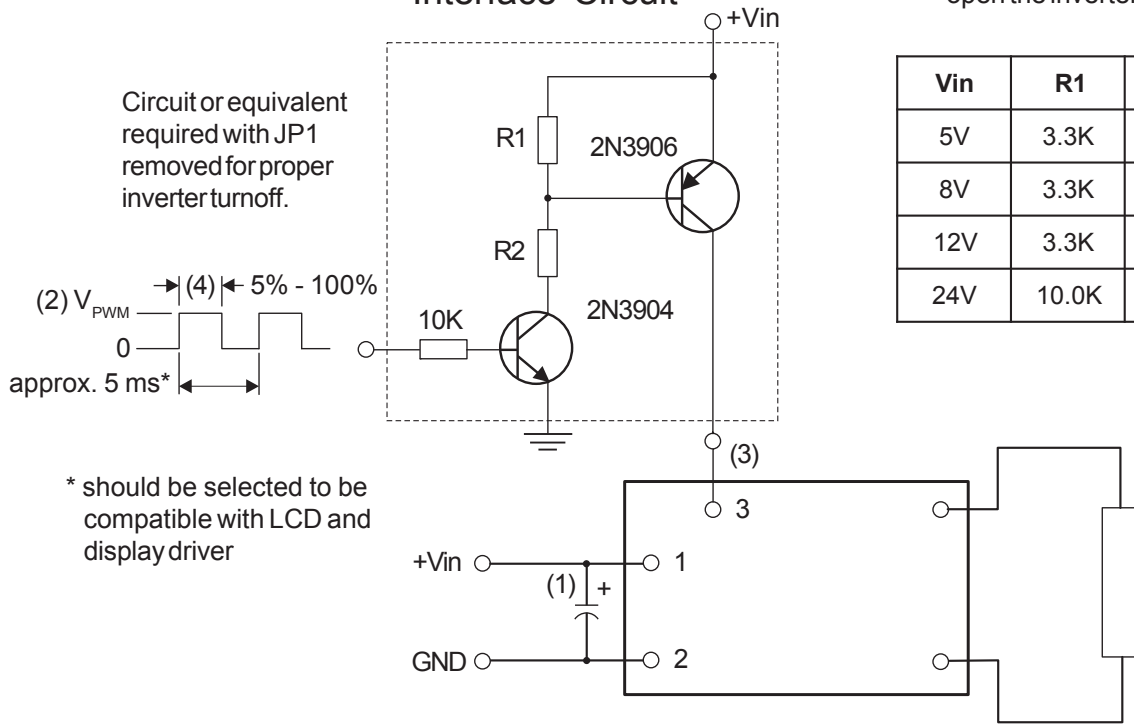 Interface Circuit
+Vin
Circuit or equivalent
required with JP1
removed for proper
inverter turnoff.
R1
2N3906
R2
2N3904
10K
(2) VPWM
(4)
5% - 100%
0
approx. 5 ms*
* should be selected to be
compatible with LCD and
display driver
(3)
3
+Vin
(1)
+
1
GND
2
Vin R1
5V 3.3K
8V 3.3K
12V 3.3K
24V 10.0K